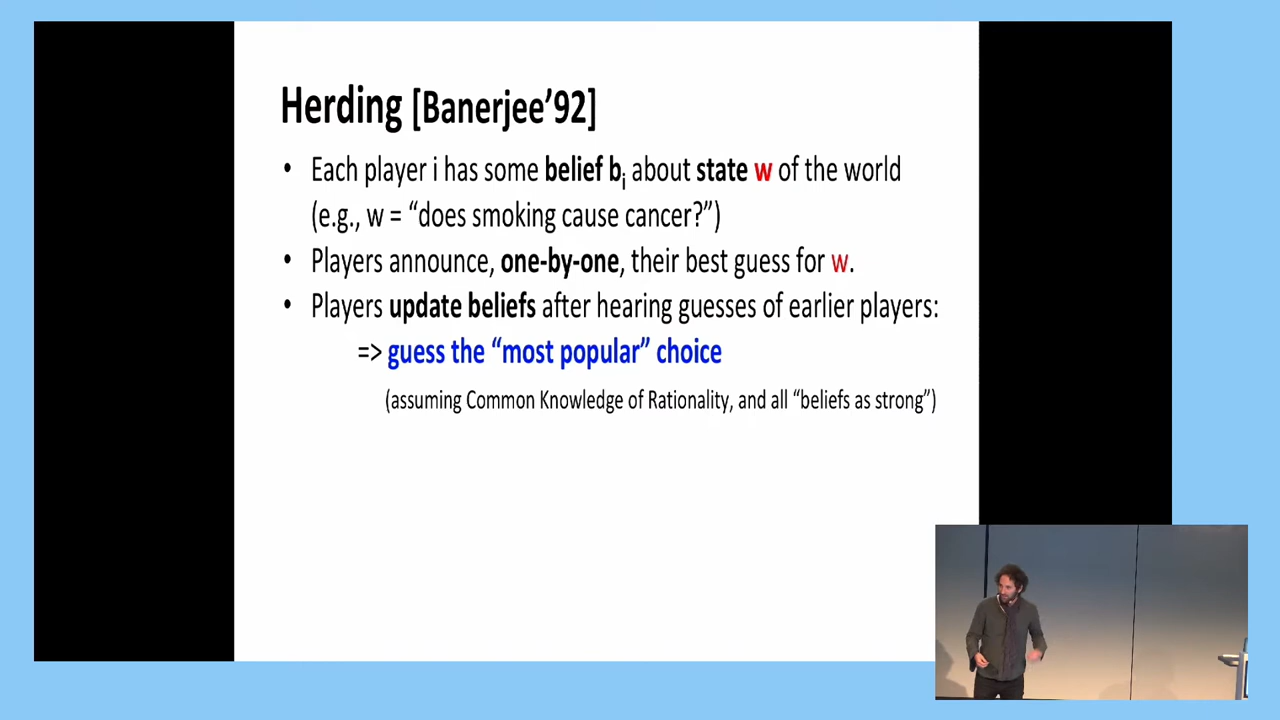 Herding [Banerjee’92]
• Each player i has some belief bᵢ about state w of the world
(e.g., w = “does smoking cause cancer?”)
• Players announce, one-by-one, their best guess for w.
• Players update beliefs after hearing guesses of earlier players:
=> guess the “most popular” choice
(assuming Common Knowledge of Rationality, and all “beliefs as strong”)